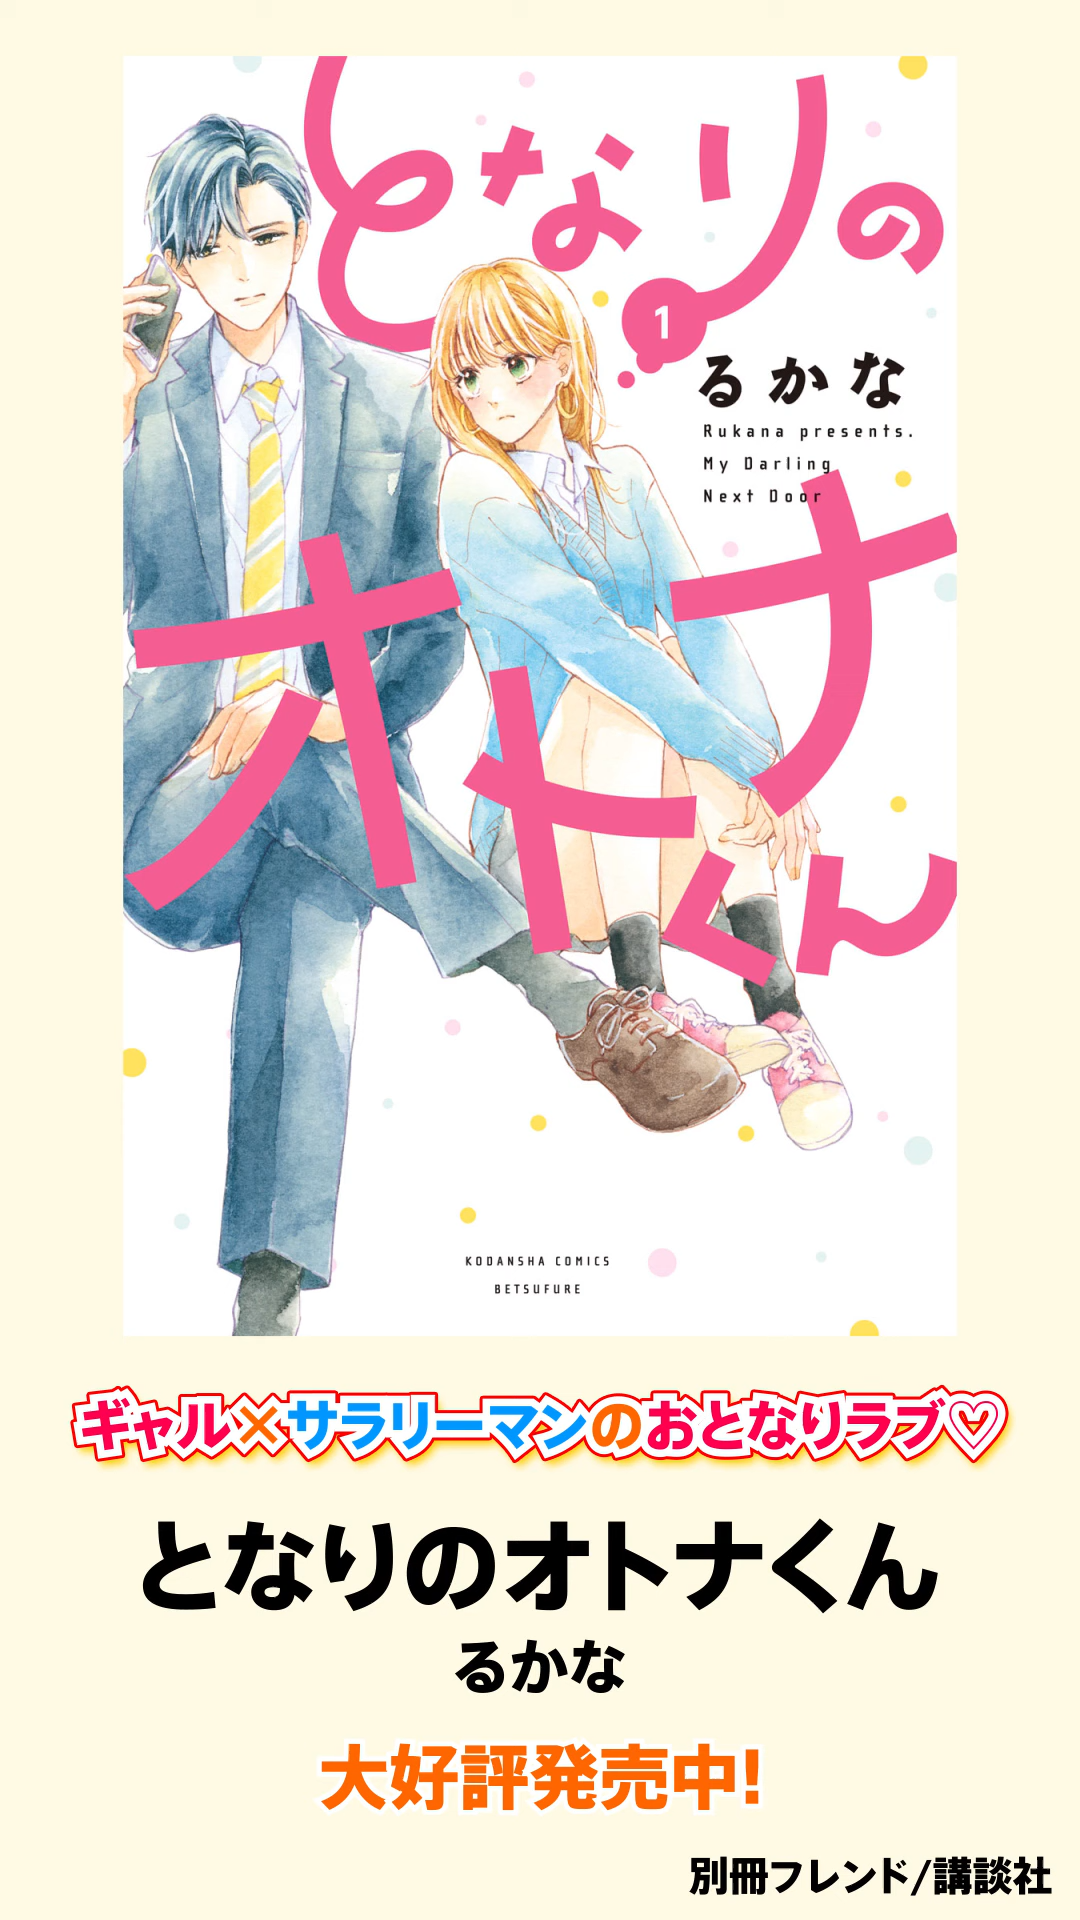 となりの
1
るかな
Rukana presents.
My Darling
Next Door
オトナくん
KODANSHA COMICS
BETSUFURE
ギャル×サラリーマンのおとなりラブ♡
となりのオトナくん
るかな
大好評発売中!
別冊フレンド/講談社